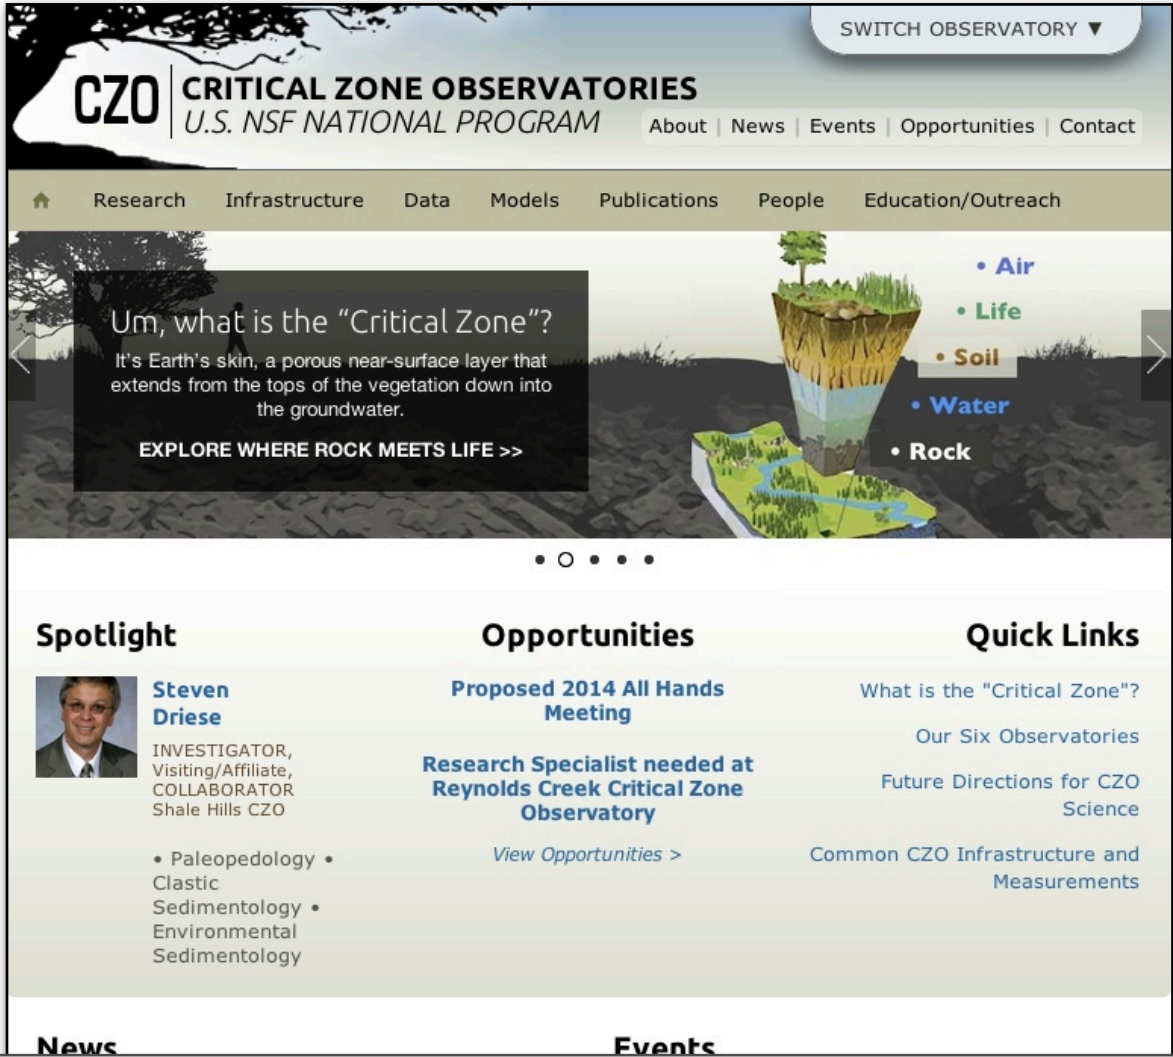 SWITCH OBSERVATORY ▼
CZO
CRITICAL ZONE OBSERVATORIES
U.S. NSF NATIONAL PROGRAM
About | News | Events | Opportunities | Contact
Research Infrastructure Data Models Publications People Education/Outreach
Um, what is the “Critical Zone”?
It's Earth's skin, a porous near-surface layer that
extends from the tops of the vegetation down into
the groundwater.
EXPLORE WHERE ROCK MEETS LIFE >>
• Air
• Life
• Soil
• Water
• Rock
Spotlight
Steven
Driese
INVESTIGATOR,
Visiting/Affiliate,
COLLABORATOR
Shale Hills CZO
• Paleopedology •
Clastic
Sedimentology •
Environmental
Sedimentology
Opportunities
Proposed 2014 All Hands
Meeting
Research Specialist needed at
Reynolds Creek Critical Zone
Observatory
View Opportunities >
Quick Links
What is the "Critical Zone"?
Our Six Observatories
Future Directions for CZO
Science
Common CZO Infrastructure and
Measurements
News
Events